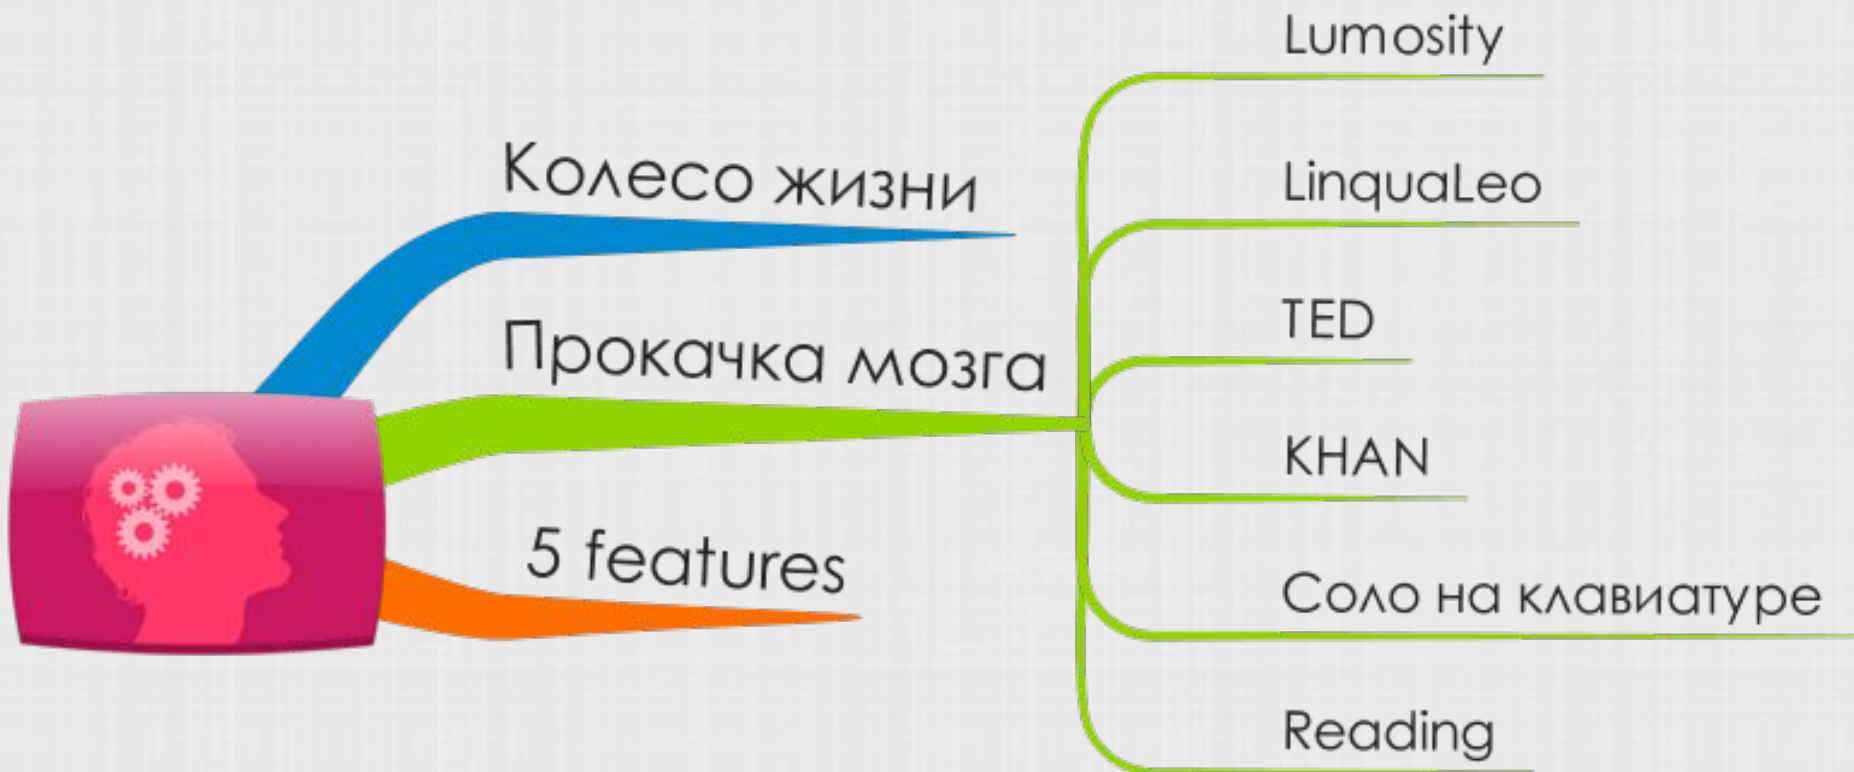 Колесо жизни
Прокачка мозга
5 features
Lumosity
LinquaLeo
TED
KHAN
Соло на клавиатуре
Reading